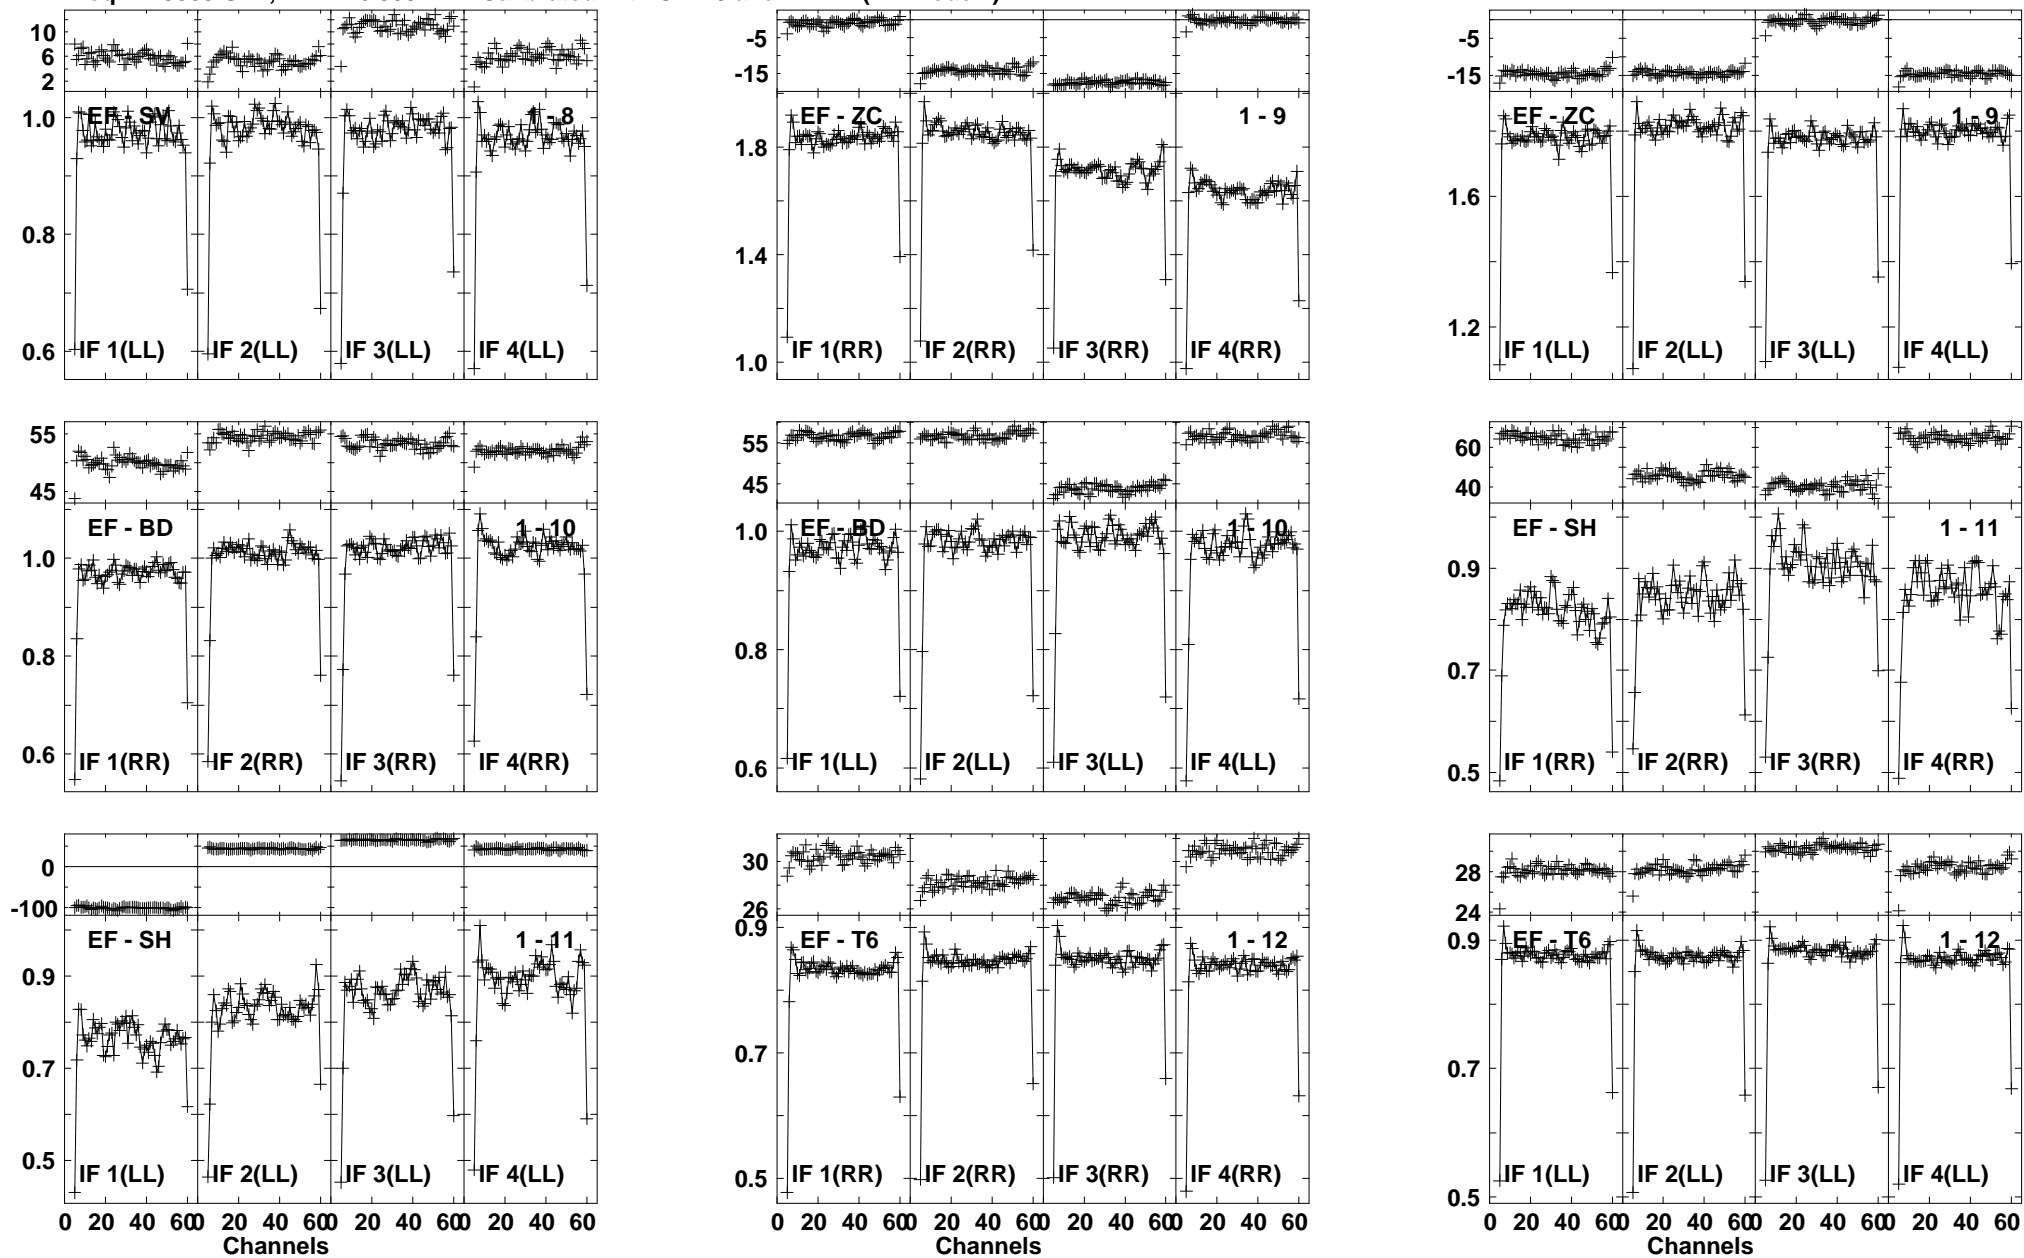 10
6
2
1.0
0.8
0.6
EF - SV
1 - 8
IF 1(LL) IF 2(LL) IF 3(LL) IF 4(LL)
-5
-15
1.8
1.4
1.0
EF - ZC
1 - 9
IF 1(RR) IF 2(RR) IF 3(RR) IF 4(RR)
-5
-15
1.6
1.2
EF - ZC
1 - 9
IF 1(LL) IF 2(LL) IF 3(LL) IF 4(LL)
55
45
1.0
0.8
0.6
EF - BD
1 - 10
IF 1(RR) IF 2(RR) IF 3(RR) IF 4(RR)
55
45
1.0
0.8
0.6
EF - BD
1 - 10
IF 1(LL) IF 2(LL) IF 3(LL) IF 4(LL)
60
40
0.9
0.7
0.5
EF - SH
1 - 11
IF 1(RR) IF 2(RR) IF 3(RR) IF 4(RR)
0
-100
0.9
0.7
0.5
EF - SH
1 - 11
IF 1(LL) IF 2(LL) IF 3(LL) IF 4(LL)
0 20 40 60 0 20 40 60 0 20 40 60 0 20 40 60
Channels
30
26
0.9
0.7
0.5
EF - T6
1 - 12
IF 1(RR) IF 2(RR) IF 3(RR) IF 4(RR)
0 20 40 60 0 20 40 60 0 20 40 60 0 20 40 60
Channels
28
24
0.9
0.7
0.5
EF - T6
1 - 12
IF 1(LL) IF 2(LL) IF 3(LL) IF 4(LL)
0 20 40 60 0 20 40 60 0 20 40 60 0 20 40 60
Channels